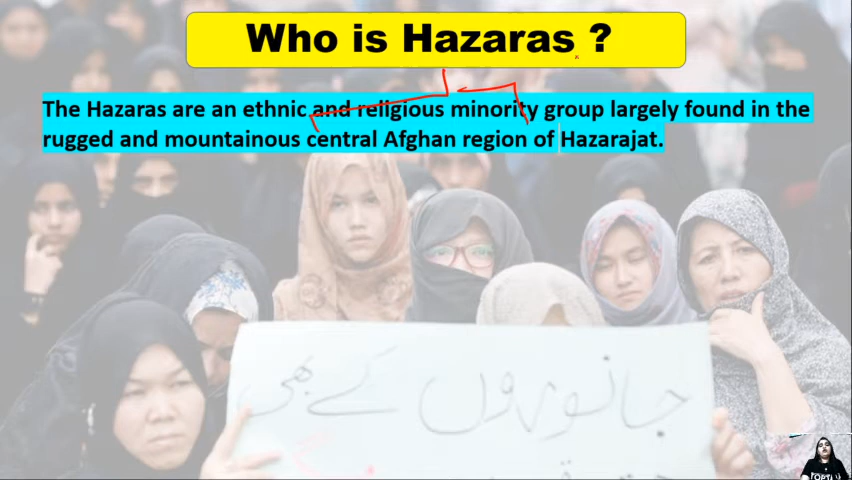 Who is Hazaras ?
The Hazaras are an ethnic and religious minority group largely found in the
rugged and mountainous central Afghan region of Hazarajat.
جانوروں کے بھی